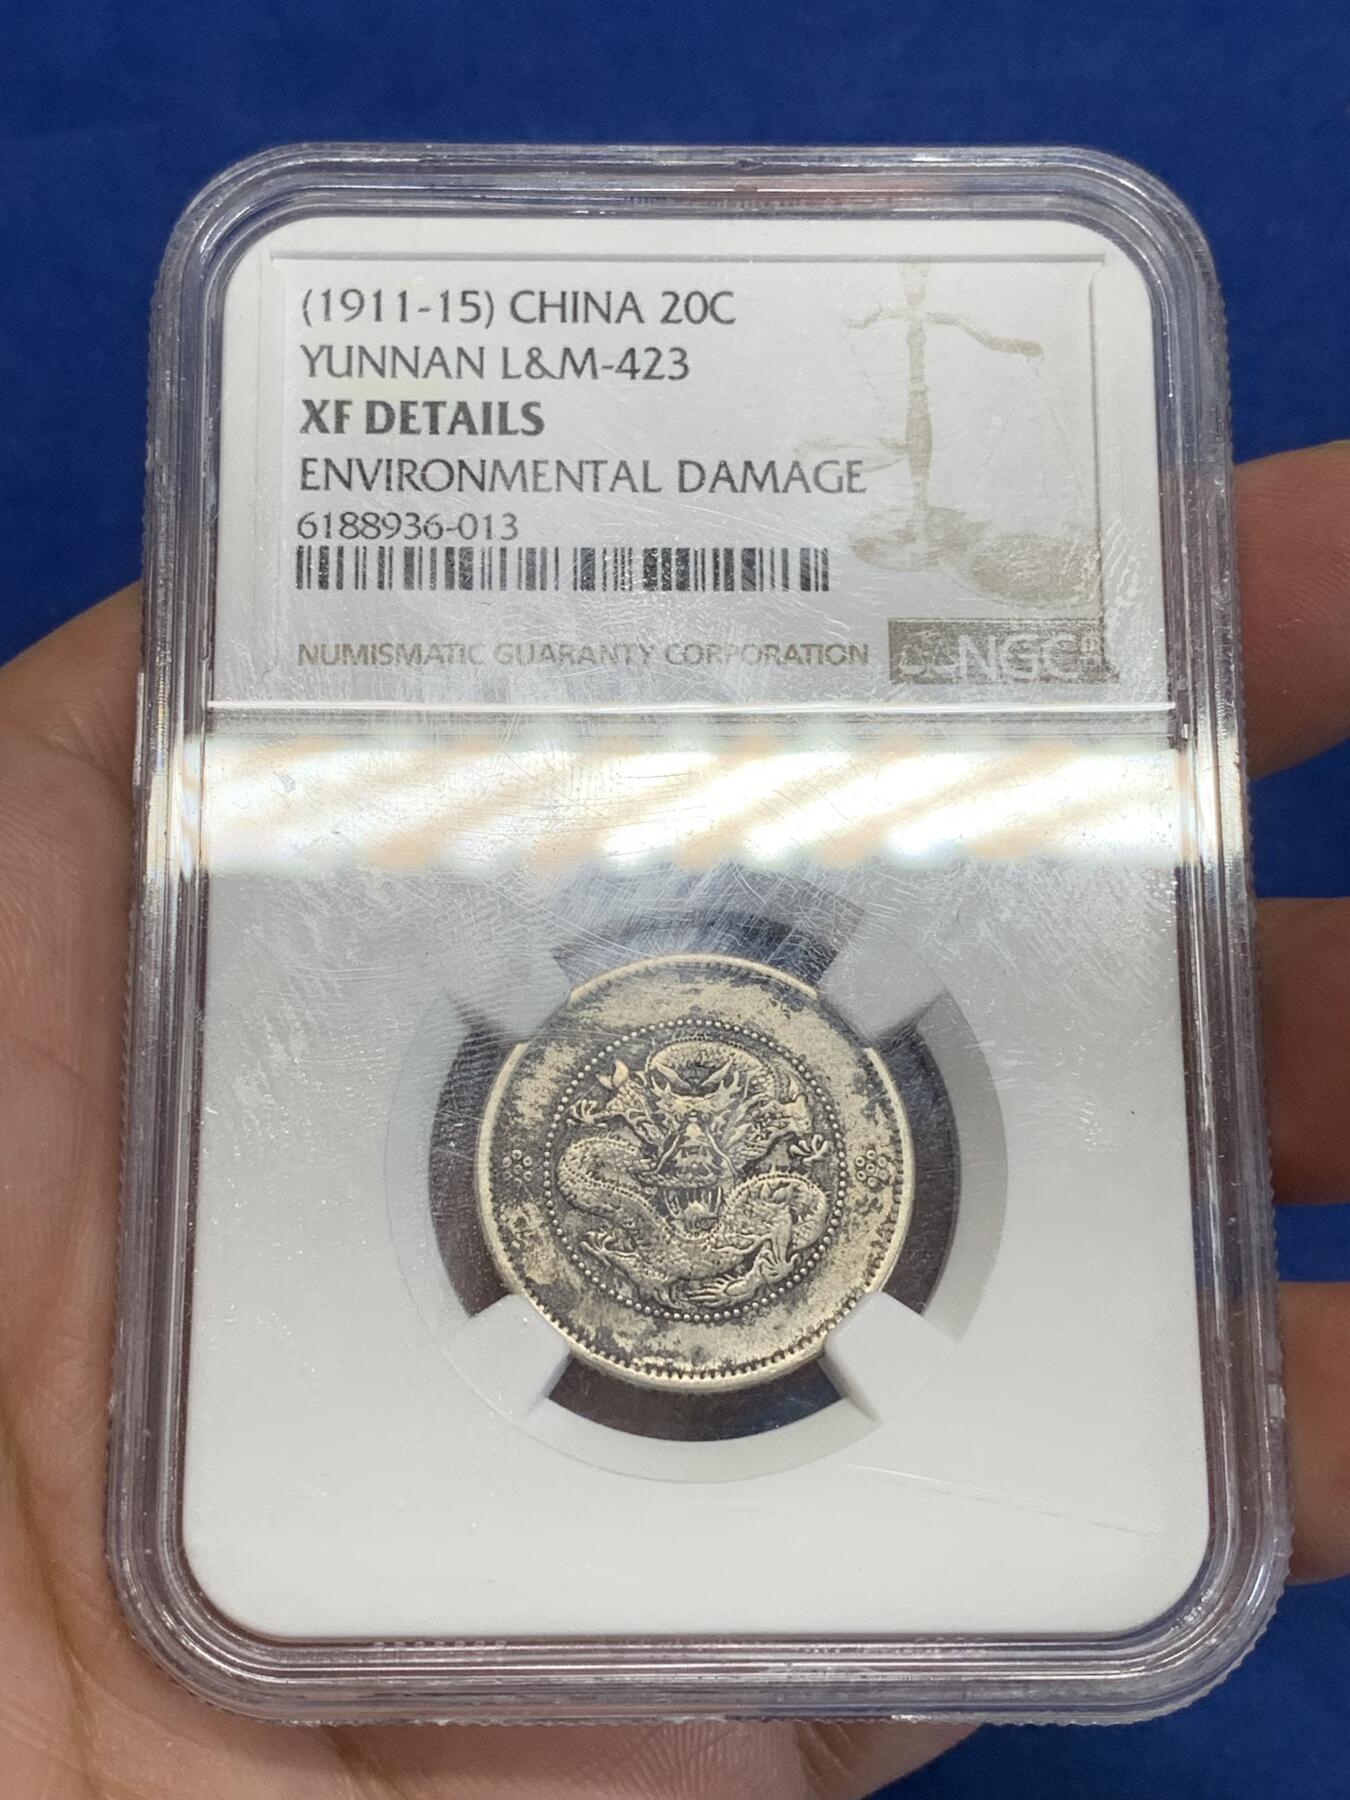 (1911-15) CHINA 20C
YUNNAN L&M-423
XF DETAILS
ENVIRONMENTAL DAMAGE
6188936-013
NUMISMATIC GUARANTY CORPORATION
NGC